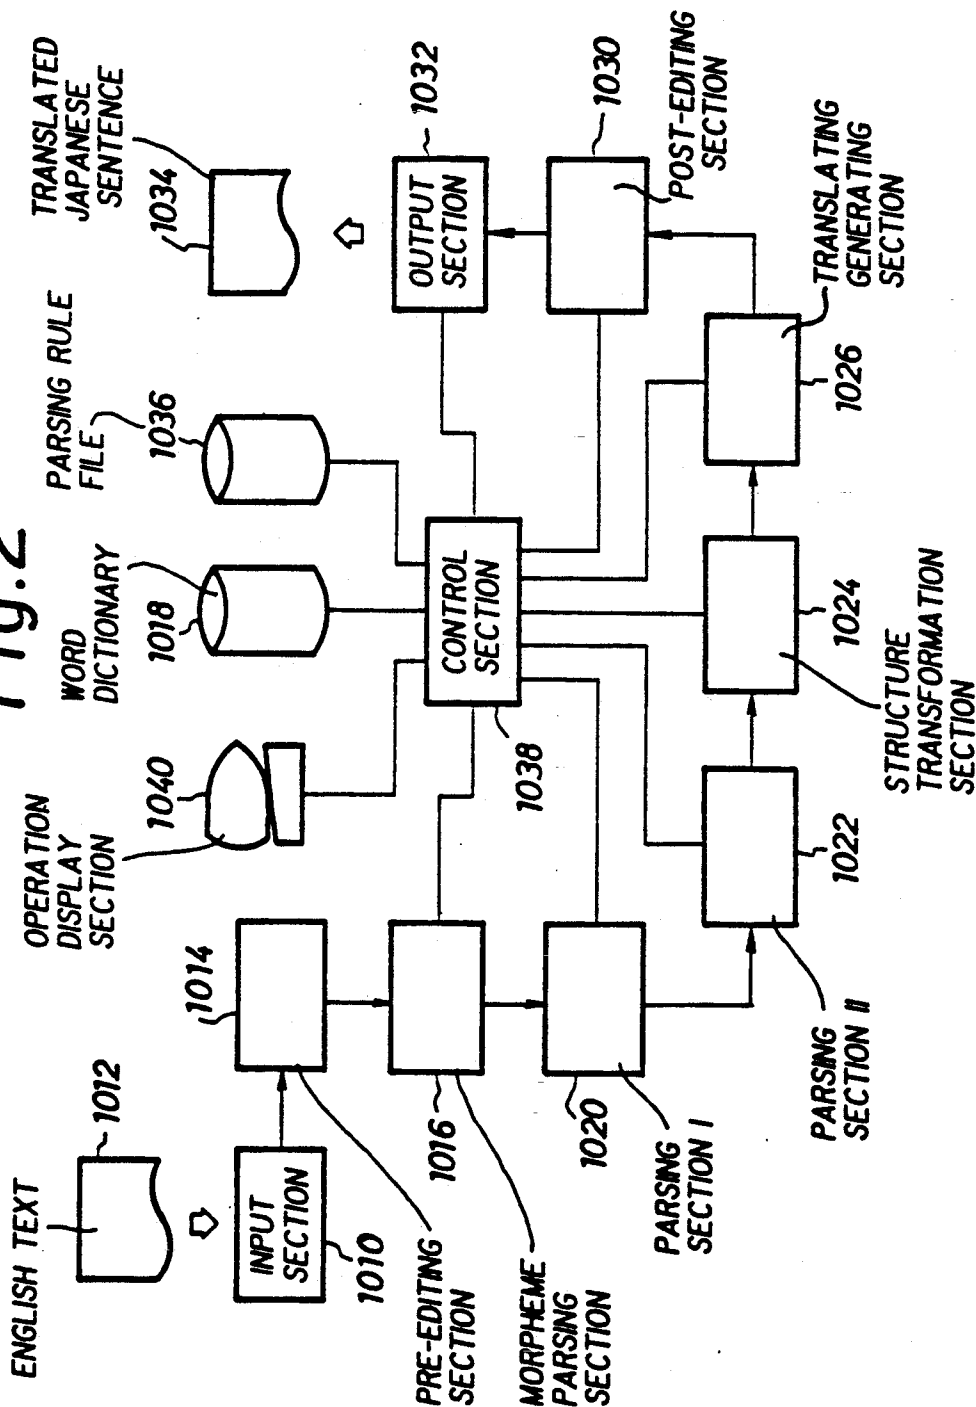 Fig.2
ENGLISH TEXT
1012
INPUT
SECTION
1010
1014
PRE-EDITING
SECTION
1016
MORPHEME
PARSING
SECTION
1020
PARSING
SECTION I
PARSING
SECTION II
1022
OPERATION
DISPLAY
SECTION
1040
WORD
DICTIONARY
1018
PARSING RULE
FILE
1036
CONTROL
SECTION
1038
STRUCTURE
TRANSFORMATION
SECTION
1024
1026
TRANSLATING
GENERATING
SECTION
1030
POST-EDITING
SECTION
OUTPUT
SECTION
1032
TRANSLATED
JAPANESE
SENTENCE
1034